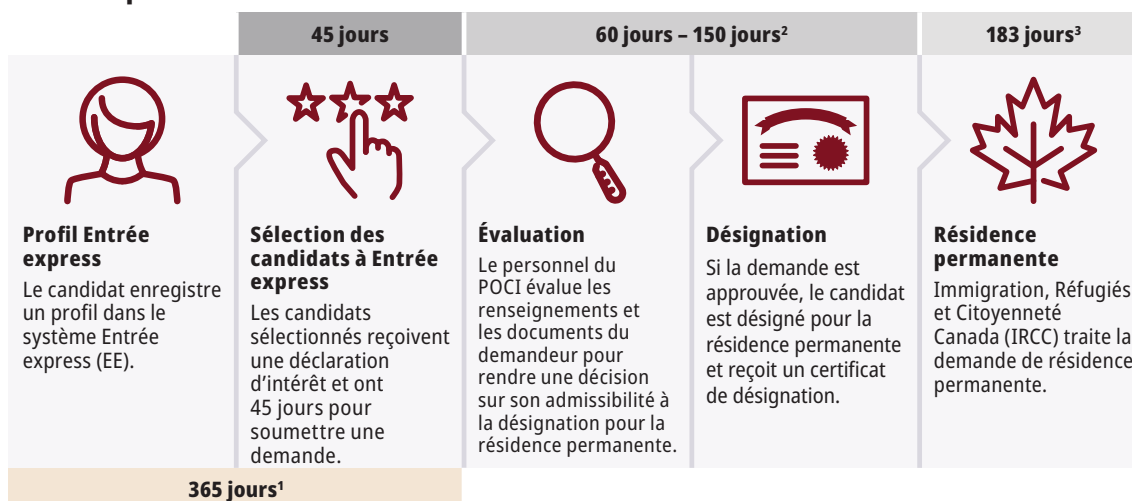 45 jours
60 jours – 150 jours²
183 jours³
Profil Entrée
express
Le candidat enregistre
un profil dans le
système Entrée
express (EE).
Sélection des
candidats à Entrée
express
Les candidats
sélectionnés reçoivent
une déclaration
d'intérêt et ont
45 jours pour
soumettre une
demande.
Évaluation
Le personnel du
POCI évalue les
renseignements et
les documents du
demandeur pour
rendre une décision
sur son admissibilité à
la désignation pour la
résidence permanente.
Désignation
Si la demande est
approuvée, le candidat
est désigné pour la
résidence permanente
et reçoit un certificat
de désignation.
Résidence
permanente
Immigration, Réfugiés
et Citoyenneté
Canada (IRCC) traite la
demande de résidence
permanente.
365 jours¹